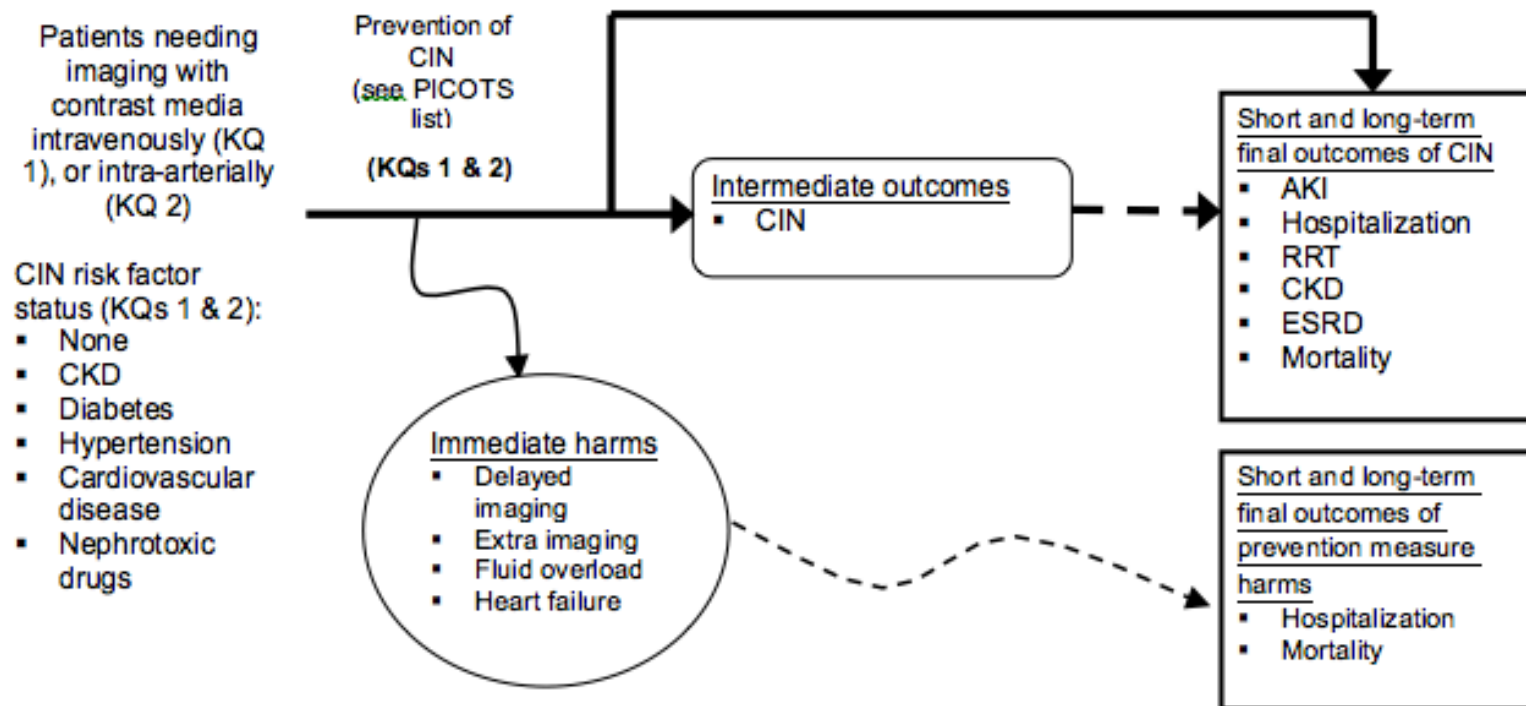 Patients needing
imaging with
contrast media
intravenously (KQ
1), or intra-arterially
(KQ 2)
CIN risk factor
status (KQs 1 & 2):
▪ None
▪ CKD
▪ Diabetes
▪ Hypertension
▪ Cardiovascular
disease
▪ Nephrotoxic
drugs
Prevention of
CIN
(see PICOTS
list)
(KQs 1 & 2)
Intermediate outcomes
▪ CIN
Immediate harms
▪ Delayed
imaging
▪ Extra imaging
▪ Fluid overload
▪ Heart failure
Short and long-term
final outcomes of CIN
▪ AKI
▪ Hospitalization
▪ RRT
▪ CKD
▪ ESRD
▪ Mortality
Short and long-term
final outcomes of
prevention measure
harms
▪ Hospitalization
▪ Mortality